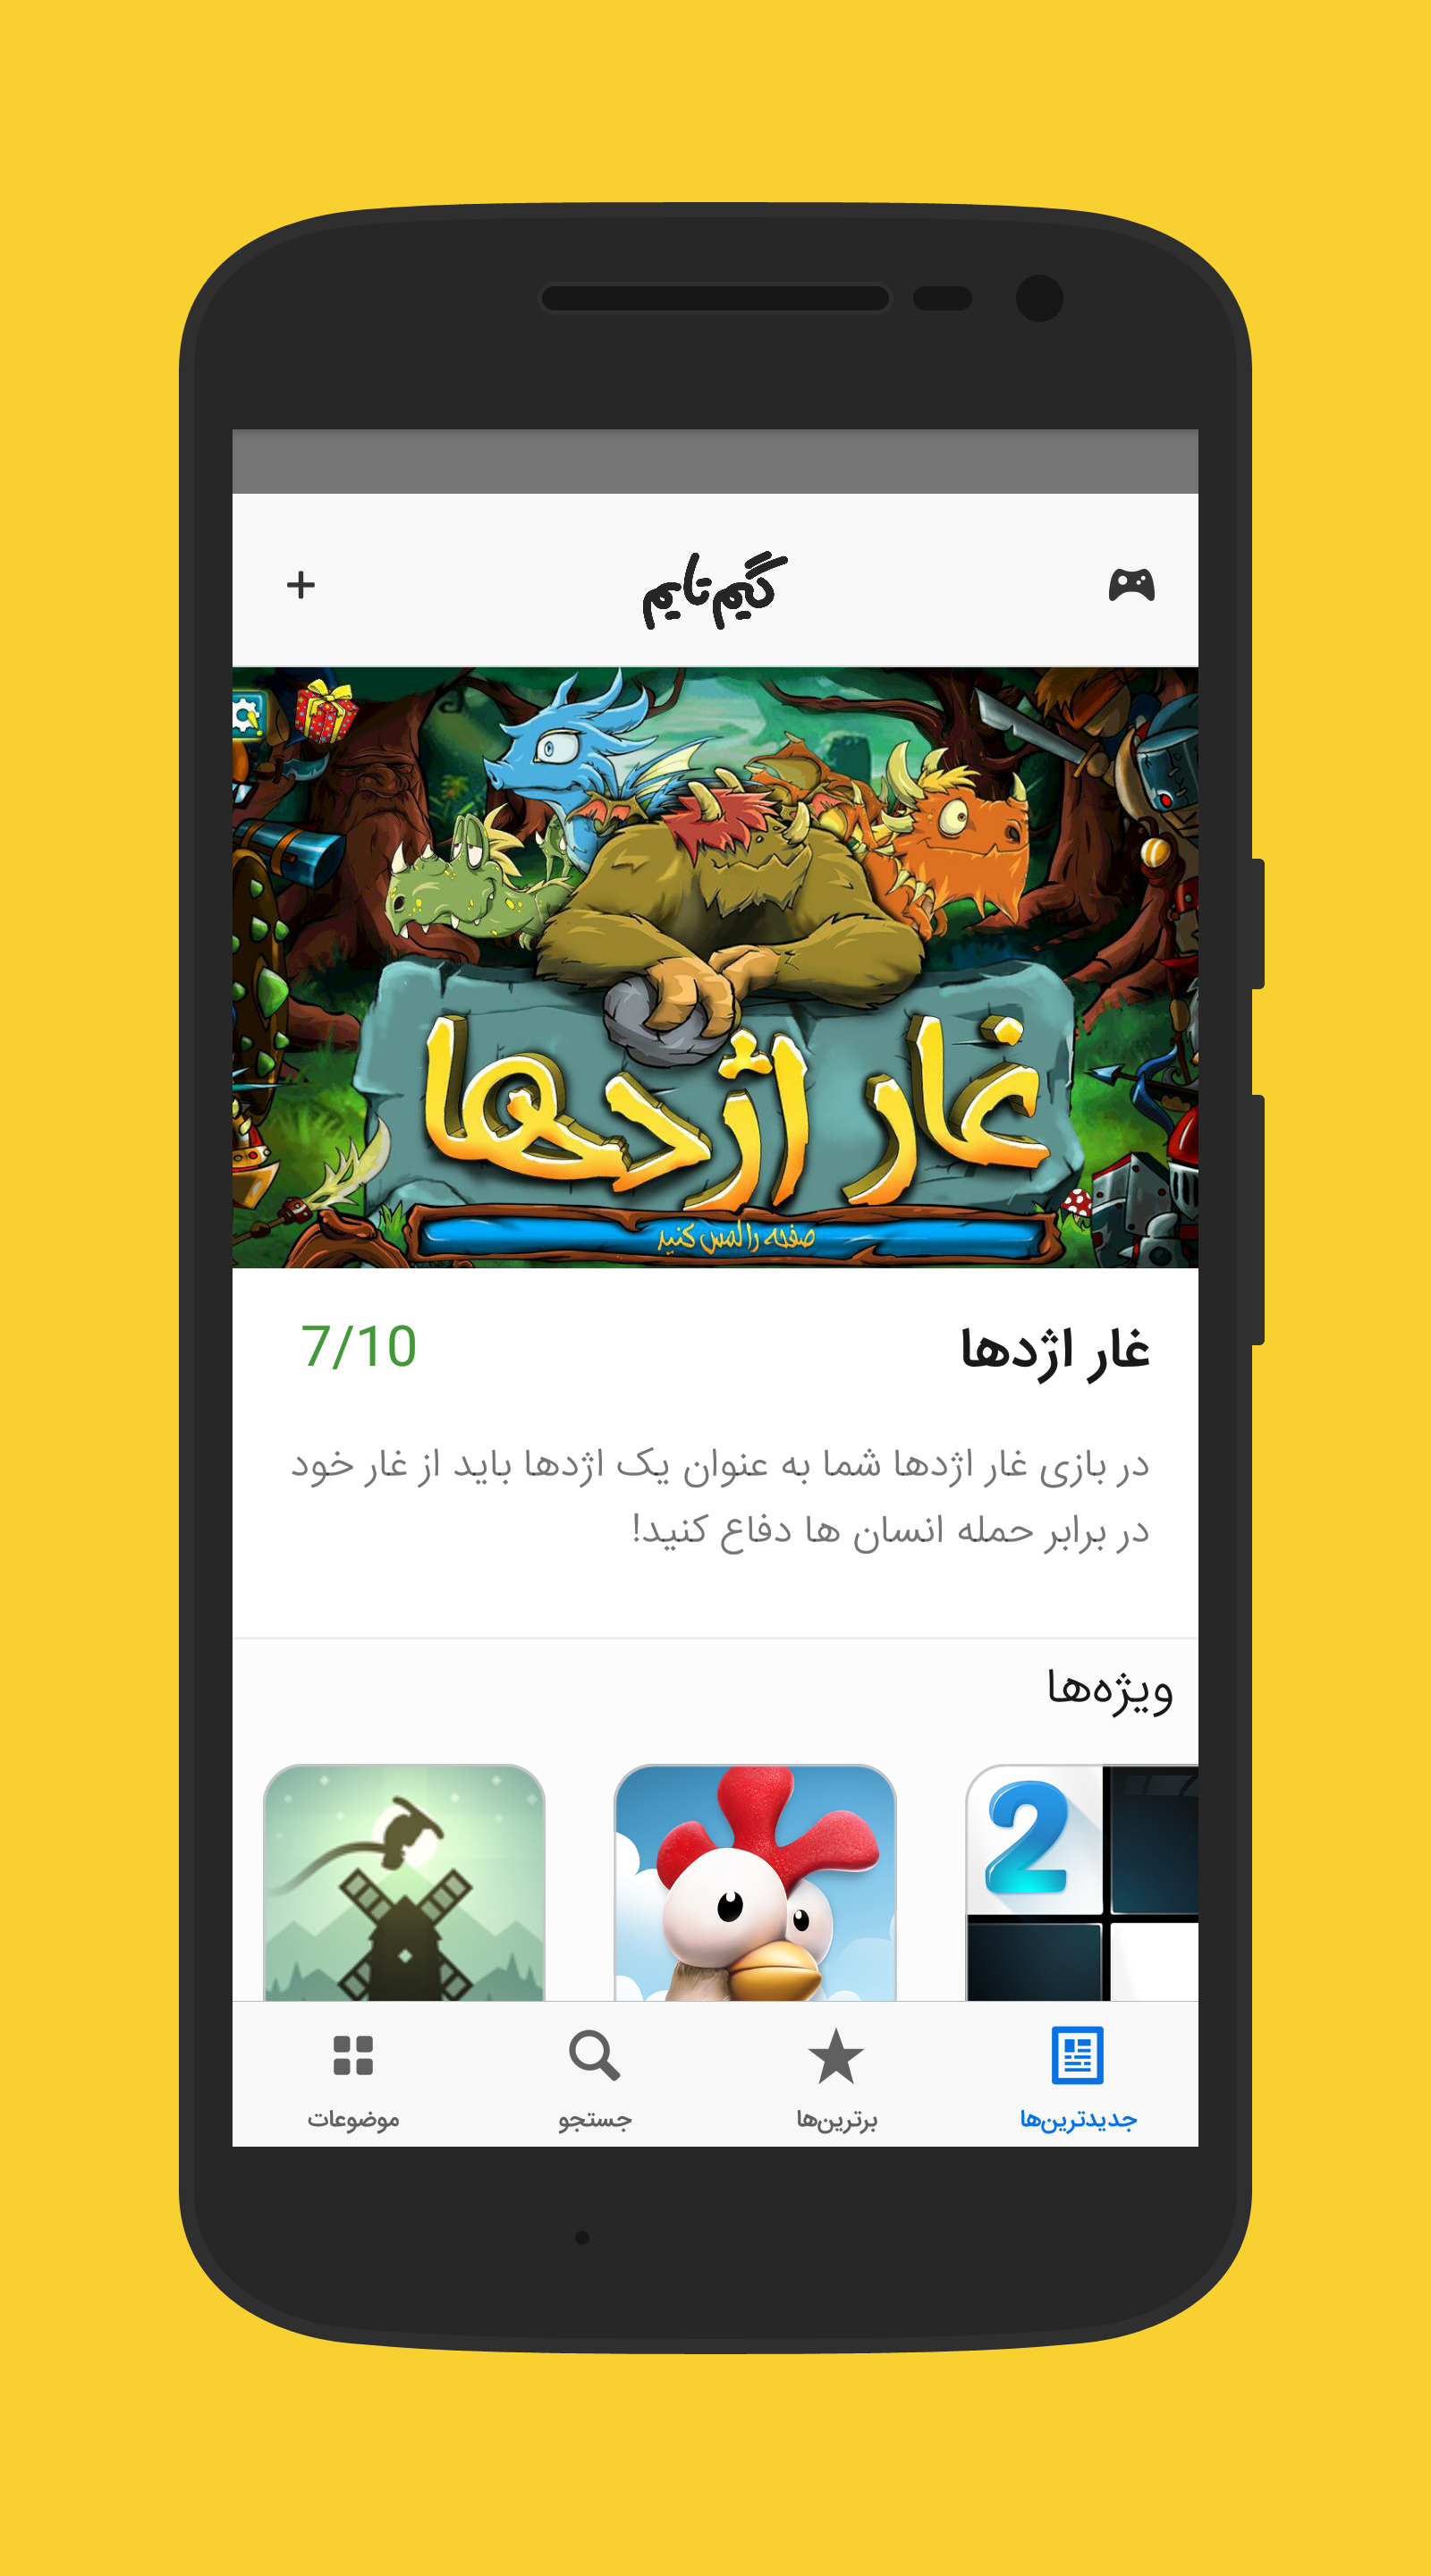 گیم‌تایم
غار اژدها
صفحه را لمس کنید
غار اژدها
7/10
در بازی غار اژدها شما به عنوان یک اژدها باید از غار خود
در برابر حمله انسان ها دفاع کنید!
ویژه‌ها
2
جدیدترین‌ها
برترین‌ها
جستجو
موضوعات